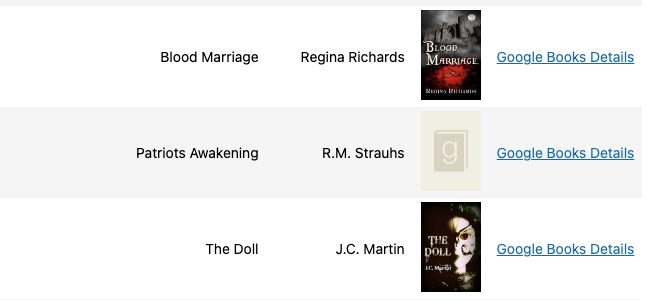 Blood Marriage Regina Richards BLOOD MARRIAGE REGINA RICHARDS Google Books Details
Patriots Awakening R.M. Strauhs g Google Books Details
The Doll J.C. Martin THE DOLL J.C. Martin Google Books Details